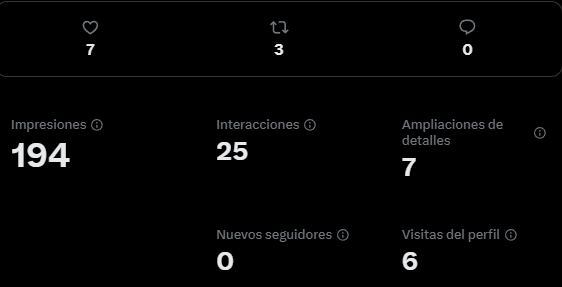 7
3
0
Impresiones
Interacciones
Ampliaciones de
detalles
194
25
7
Nuevos seguidores
Visitas del perfil
0
6